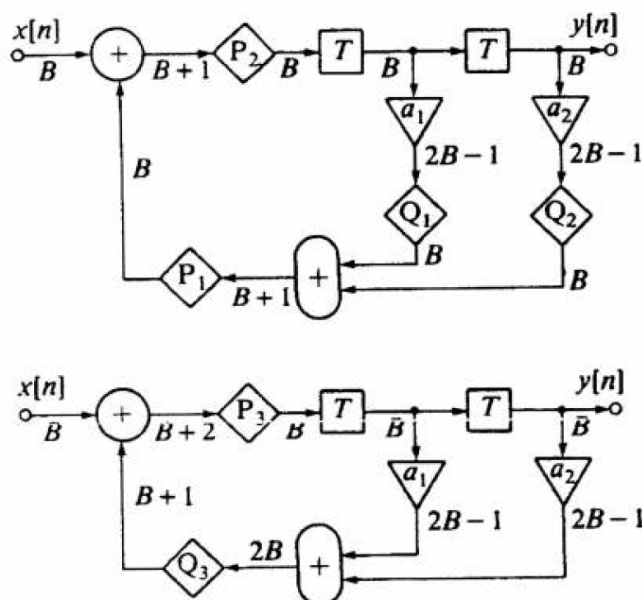 x[n] y[n]
B + B + 1 P₂ B T B T B
a₁ a₂
2B − 1 2B − 1
B
Q₁ Q₂
P₁ B + 1 + B B
x[n] y[n]
B + B + 2 P₃ B T B T B
a₁ a₂
B + 1
2B − 1 2B − 1
Q₃ 2B +